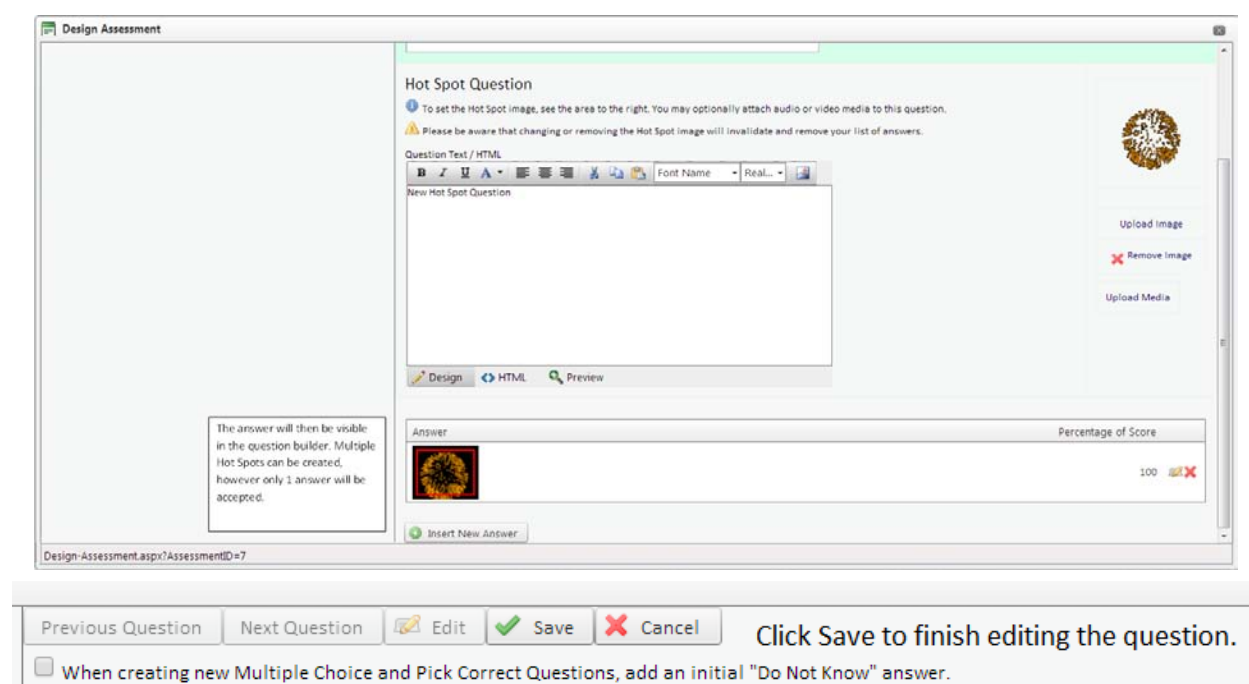 Design Assessment
Hot Spot Question
To set the Hot Spot image, see the area to the right. You may optionally attach audio or video media to this question.
Please be aware that changing or removing the Hot Spot image will invalidate and remove your list of answers.
Question Text / HTML
B I U A Font Name Real...
New Hot Spot Question
Upload Image
Remove Image
Upload Media
Design HTML Preview
The answer will then be visible
in the question builder. Multiple
Hot Spots can be created,
however only 1 answer will be
accepted.
Answer Percentage of Score
100
Insert New Answer
Design-Assessment.aspx?AssessmentID=7
Previous Question Next Question Edit Save Cancel Click Save to finish editing the question.
When creating new Multiple Choice and Pick Correct Questions, add an initial "Do Not Know" answer.